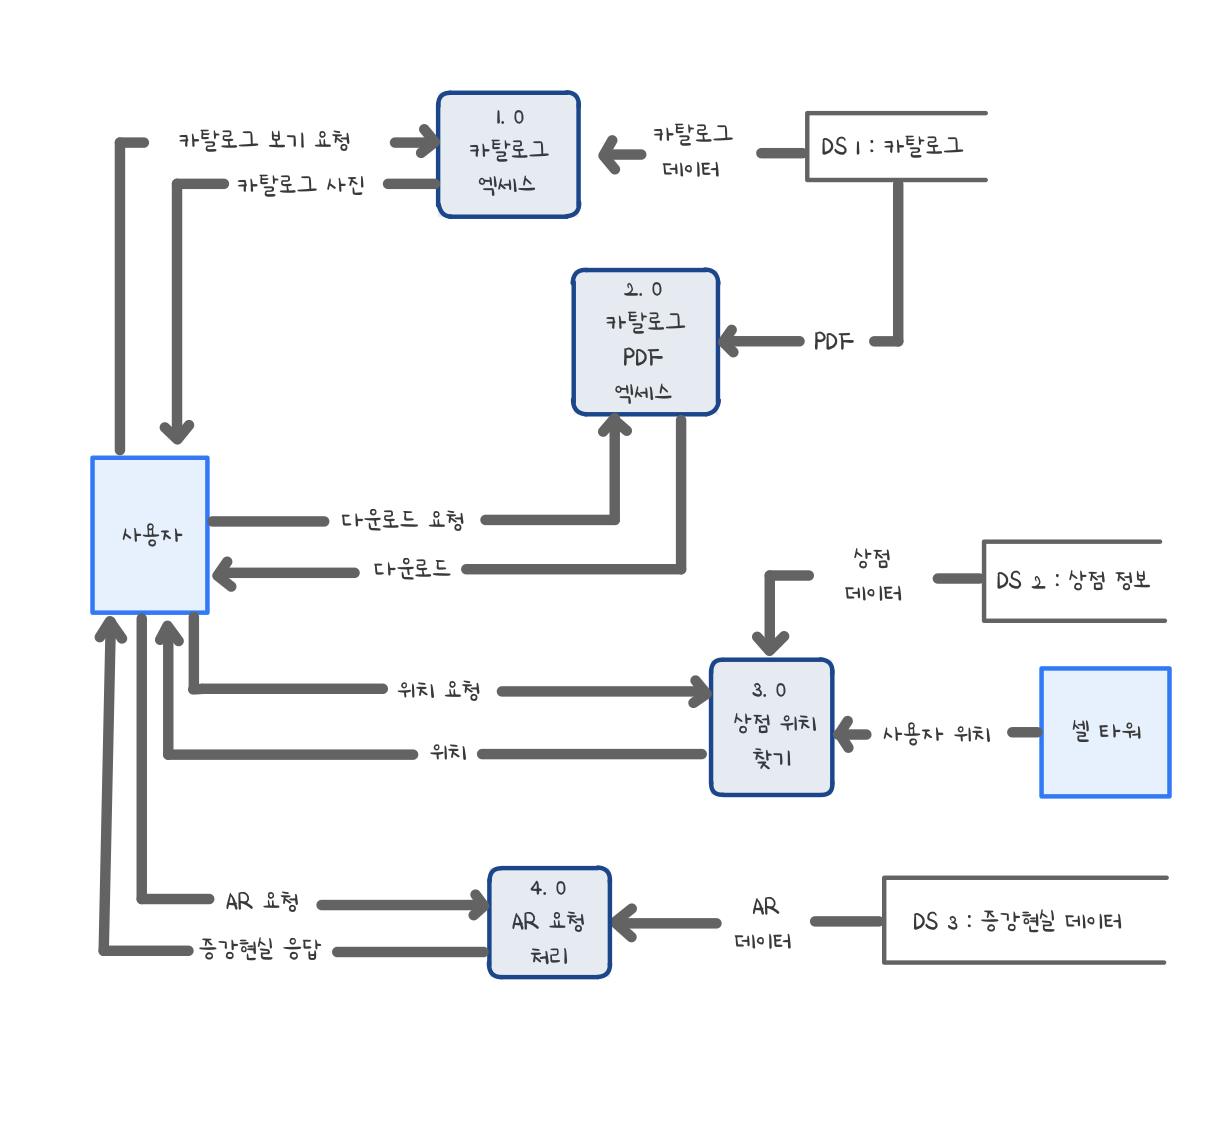 1. 0
카탈로그
엑세스
카탈로그 보기 요청
카탈로그 사진
카탈로그
데이터
DS 1 : 카탈로그
2. 0
카탈로그
PDF
엑세스
PDF
사용자
다운로드 요청
다운로드
상점
데이터
DS 2 : 상점 정보
3. 0
상점 위치
찾기
위치 요청
위치
사용자 위치
셀 타워
4. 0
AR 요청
처리
AR 요청
증강현실 응답
AR
데이터
DS 3 : 증강현실 데이터